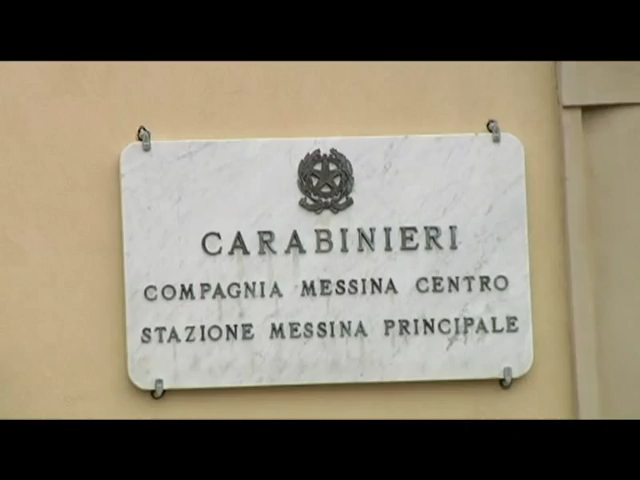 CARABINIERI
COMPAGNIA MESSINA CENTRO
STAZIONE MESSINA PRINCIPALE